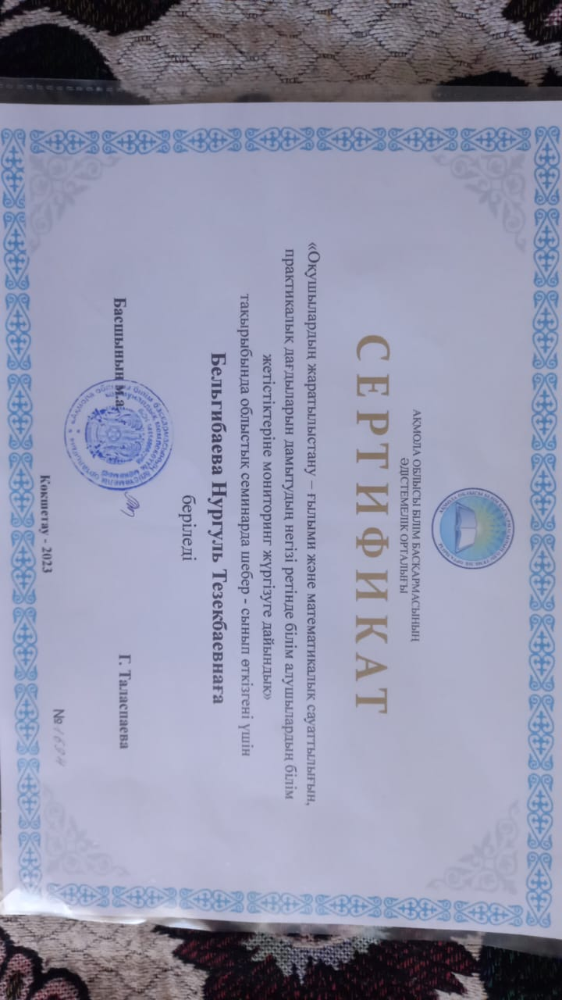 АҚМОЛА ОБЛЫСЫ БІЛІМ БАСҚАРМАСЫНЫҢ
ӘДІСТЕМЕЛІК ОРТАЛЫҒЫ
СЕРТИФИКАТ
«Оқушылардың жаратылыстану – ғылыми және математикалық сауаттылығын,
практикалық дағдыларын дамытудың негізі ретінде білім алушылардың білім
жетістіктеріне мониторинг жүргізуге дайындық»
тақырыбында облыстық семинарда шебер - сынып өткізгені үшін
Бельгибаева Нургуль Тезекбаевнаға
беріледі
Басшының м.а. Г. Таласпаева
№
Көкшетау - 2023